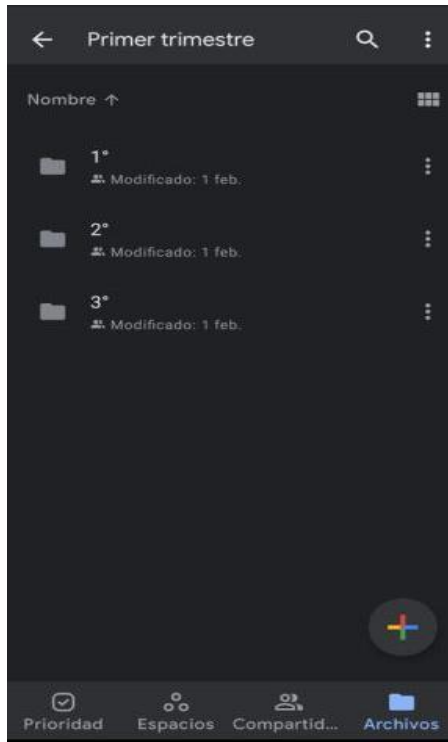 Primer trimestre
Nombre ↑
1°
Modificado: 1 feb.
2°
Modificado: 1 feb.
3°
Modificado: 1 feb.
Prioridad Espacios Compartid... Archivos